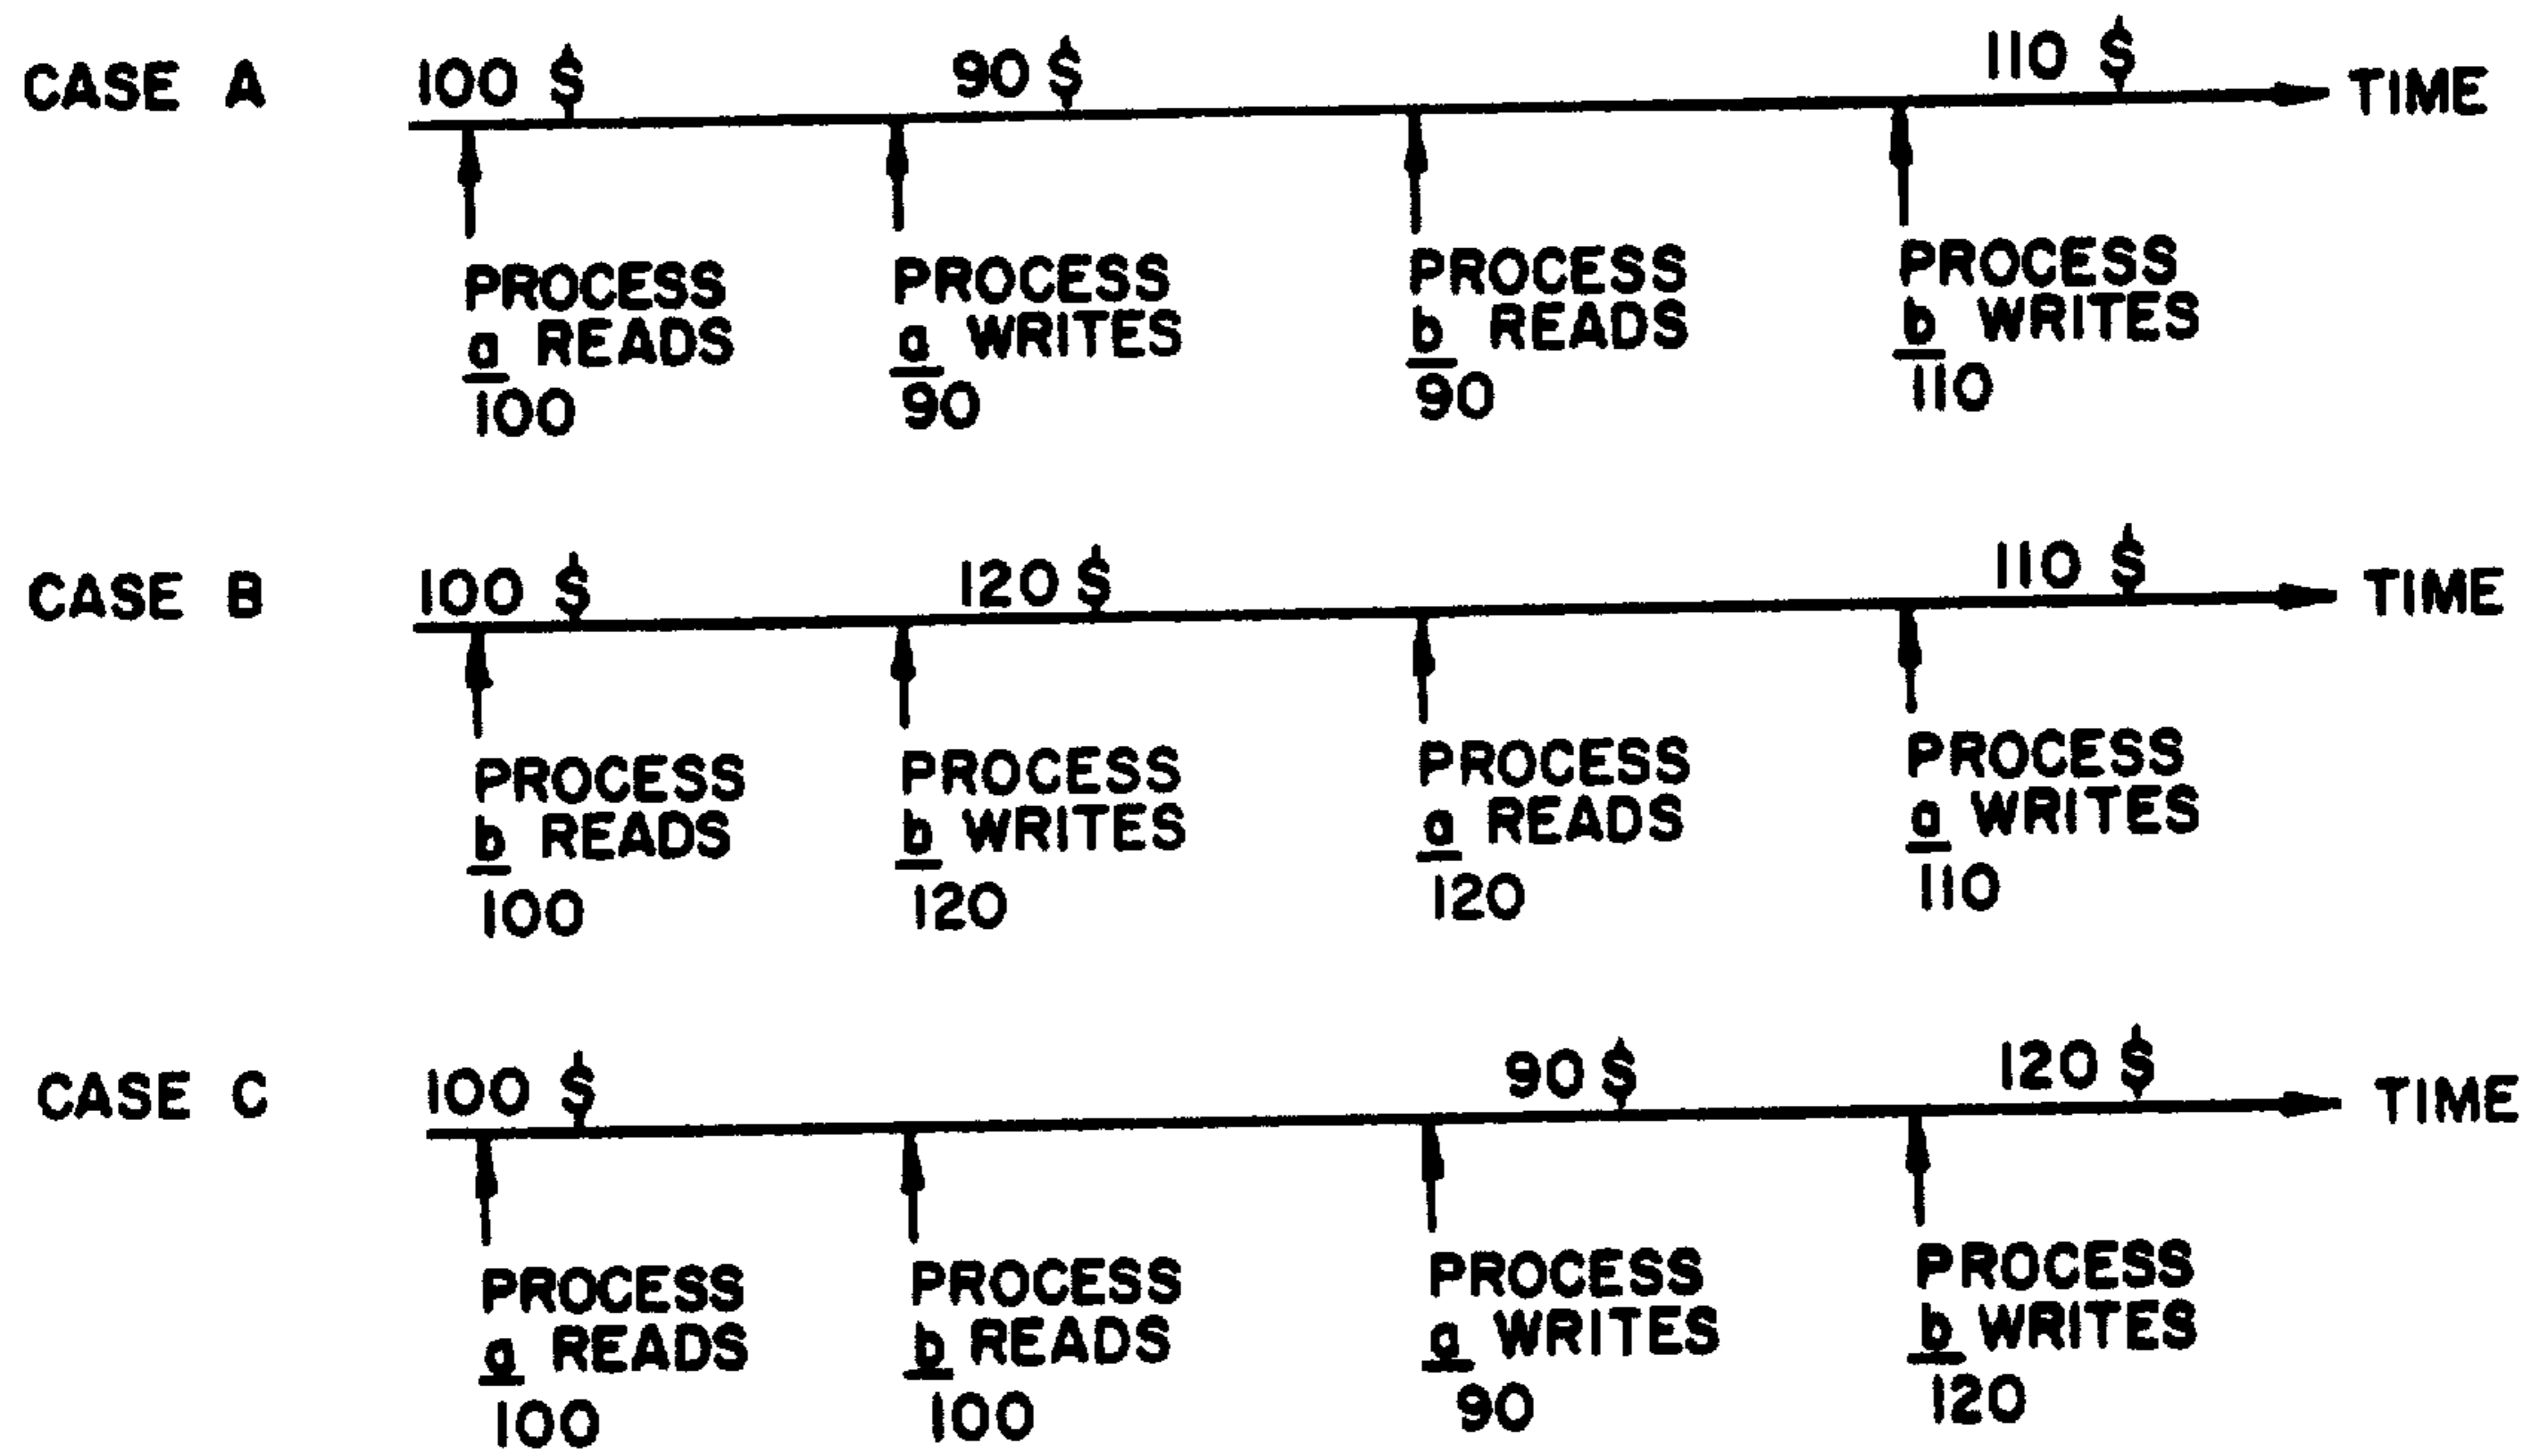 CASE A
100 $
90 $
110 $
TIME
PROCESS
a READS
100
PROCESS
a WRITES
90
PROCESS
b READS
90
PROCESS
b WRITES
110
CASE B
100 $
120 $
110 $
TIME
PROCESS
b READS
100
PROCESS
b WRITES
120
PROCESS
a READS
120
PROCESS
a WRITES
110
CASE C
100 $
90 $
120 $
TIME
PROCESS
a READS
100
PROCESS
b READS
100
PROCESS
a WRITES
90
PROCESS
b WRITES
120